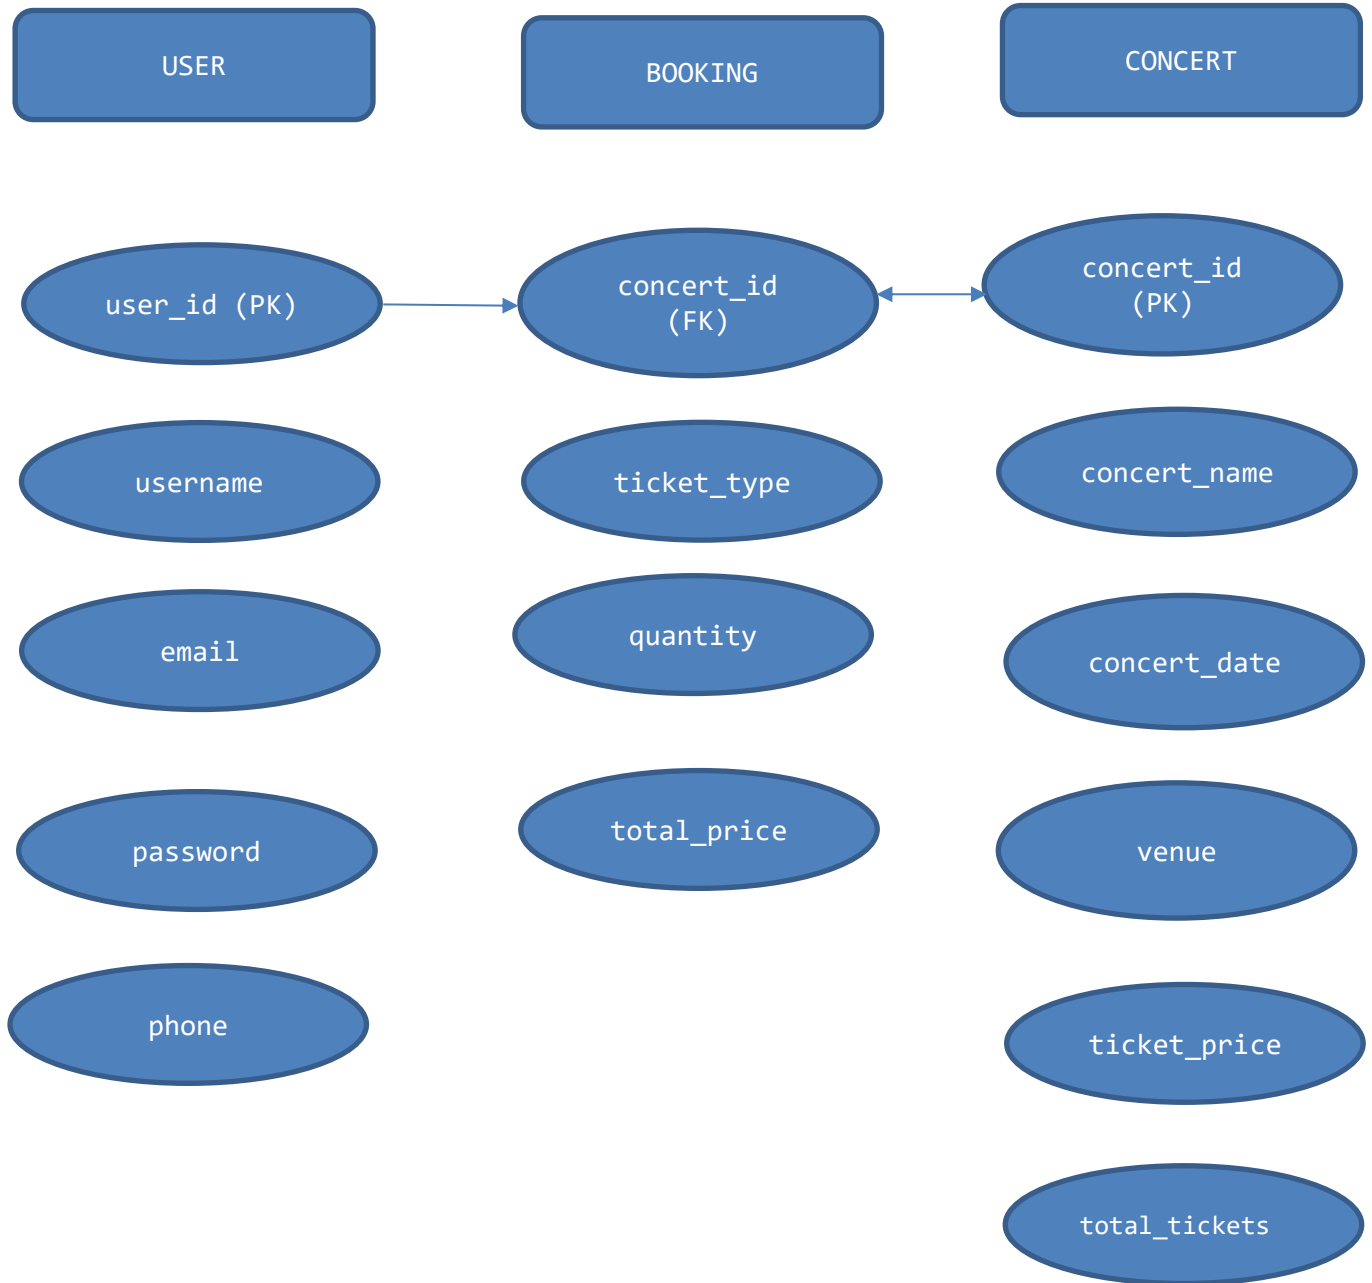 USER
BOOKING
CONCERT
user_id (PK)
concert_id
(FK)
concert_id
(PK)
username
ticket_type
concert_name
email
quantity
concert_date
password
total_price
venue
phone
ticket_price
total_tickets